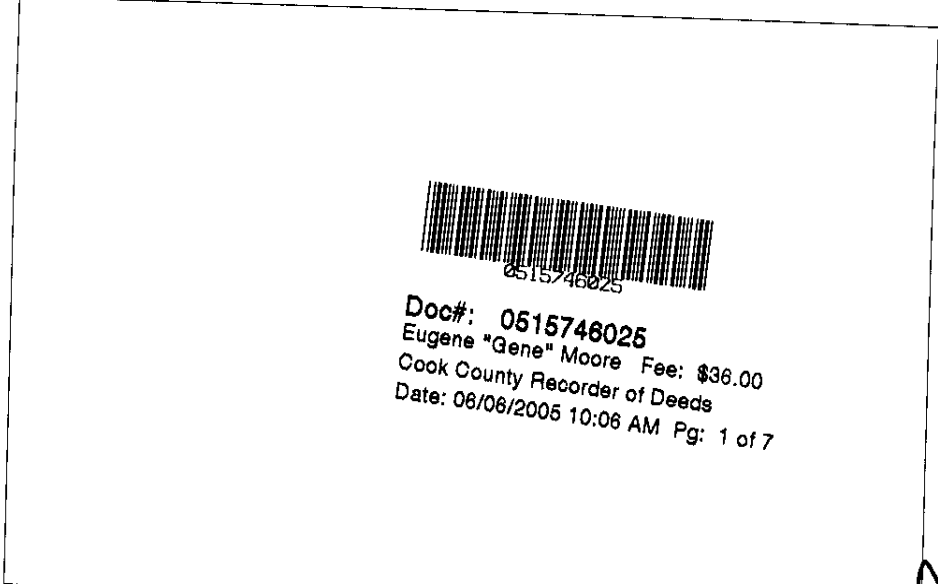 0515746025
Doc#: 0515746025
Eugene "Gene" Moore Fee: $36.00
Cook County Recorder of Deeds
Date: 06/06/2005 10:06 AM Pg: 1 of 7